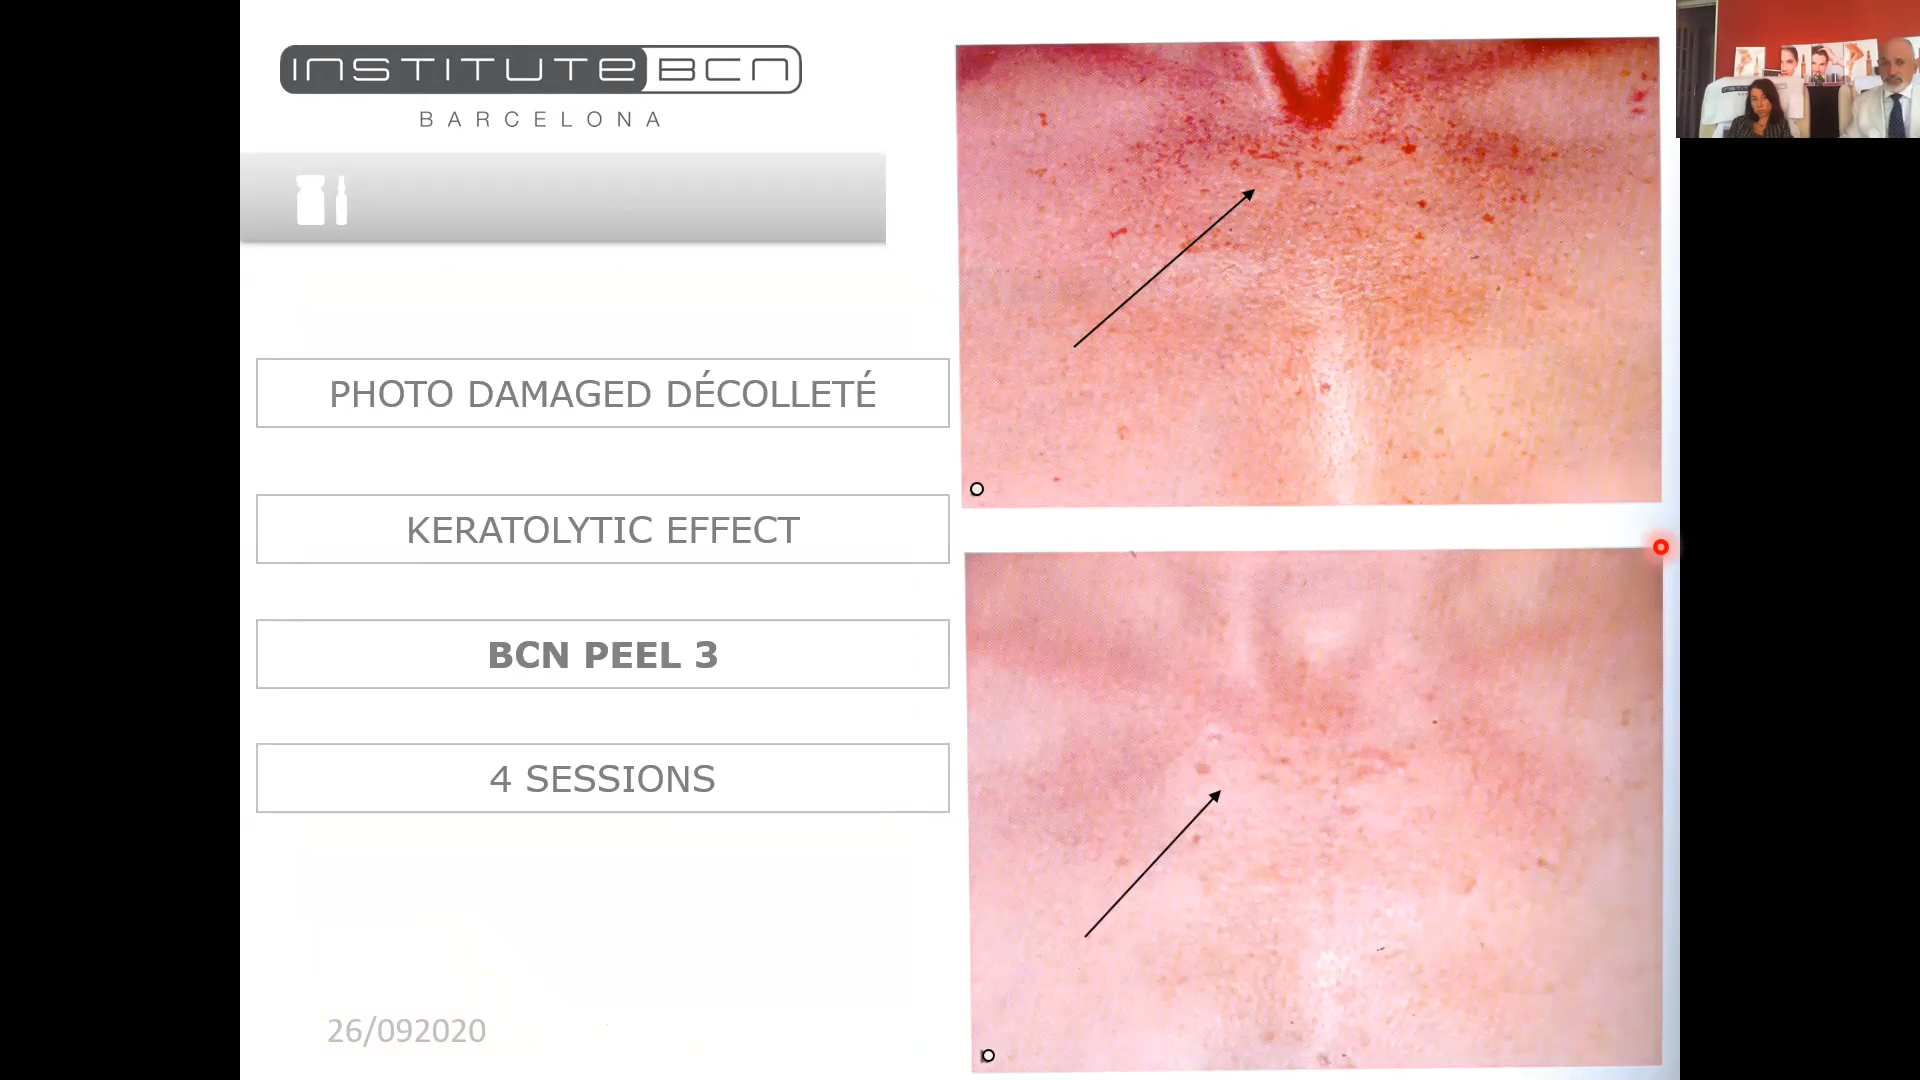 INSTITUTE BCN
BARCELONA
PHOTO DAMAGED DÉCOLLETÉ
KERATOLYTIC EFFECT
BCN PEEL 3
4 SESSIONS
26/092020